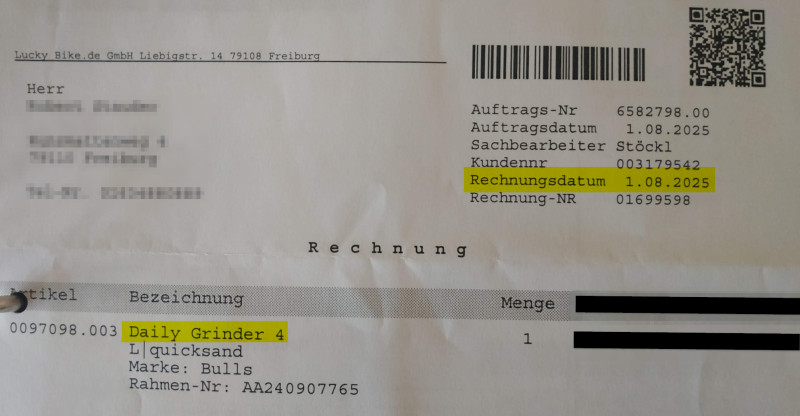 Lucky Bike.de GmbH Liebigstr. 14 79108 Freiburg
Herr
Auftrags-Nr 6582798.00
Auftragsdatum 1.08.2025
Sachbearbeiter Stöckl
Kundennr 003179542
Rechnungsdatum 1.08.2025
Rechnung-NR 01699598
Rechnung
Artikel Bezeichnung Menge
0097098.003 Daily Grinder 4 1
L|quicksand
Marke: Bulls
Rahmen-Nr: AA240907765